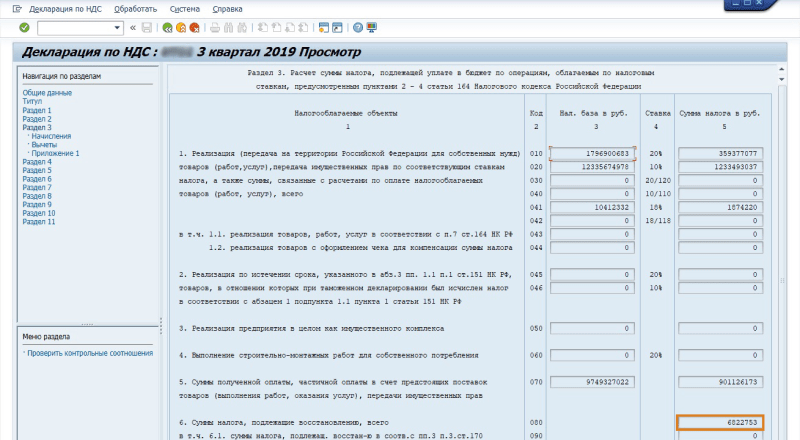 Декларация по НДС Обработать Система Справка
Декларация по НДС : 3 квартал 2019 Просмотр
Навигация по разделам
Общие данные
Титул
Раздел 1
Раздел 2
Раздел 3
Начисления
Вычеты
Приложение 1
Раздел 4
Раздел 5
Раздел 6
Раздел 7
Раздел 8
Раздел 9
Раздел 10
Раздел 11
Меню раздела
Проверить контрольные соотношения
Раздел 3. Расчет суммы налога, подлежащей уплате в бюджет по операциям, облагаемым по налоговым
ставкам, предусмотренным пунктами 2 - 4 статьи 164 Налогового кодекса Российской Федерации
Налогооблагаемые объекты Код Нал. база в руб. Ставка Сумма налога в руб.
1 2 3 4 5
1. Реализация (передача на территории Российской Федерации для собственных нужд) 010 1796900683 20% 359377077
товаров (работ,услуг),передача имущественных прав по соответствующим ставкам 020 12335674978 10% 1233493037
налога, а также суммы, связанные с расчетами по оплате налогооблагаемых 030 0 20/120 0
товаров (работ, услуг), всего 040 0 10/110 0
041 10412332 18% 1874220
042 0 18/118 0
в т.ч. 1.1. реализация товаров, работ, услуг в соответствии с п.7 ст.164 НК РФ 043 0 0
1.2. реализация товаров с оформлением чека для компенсации суммы налога 044 0 0
2. Реализация по истечении срока, указанного в абз.3 пп. 1.1 п.1 ст.151 НК РФ, 045 0 20% 0
товаров, в отношении которых при таможенном декларировании был исчислен налог 046 0 10% 0
в соответствии с абзацем 1 подпункта 1.1 пункта 1 статьи 151 НК РФ
3. Реализация предприятия в целом как имущественного комплекса 050 0 0
4. Выполнение строительно-монтажных работ для собственного потребления 060 0 20% 0
5. Суммы полученной оплаты, частичной оплаты в счет предстоящих поставок 070 9749327022 901126173
товаров (выполнения работ, оказания услуг), передачи имущественных прав
6. Суммы налога, подлежащие восстановлению, всего 080 6822753
в т.ч. 6.1. суммы налога, подлежащ. восстан-ю в соотв.с пп.3 п.3.ст.170 090 0